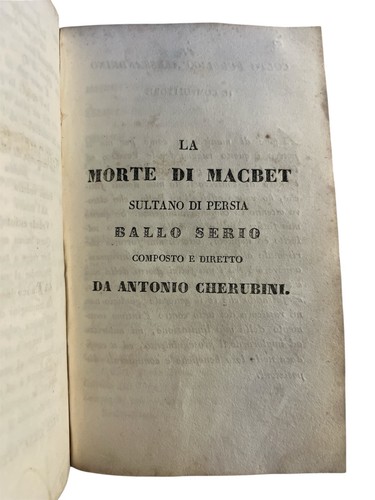 LA
MORTE DI MACBET
SULTANO DI PERSIA
BALLO SERIO
COMPOSTO E DIRETTO
DA ANTONIO CHERUBINI.